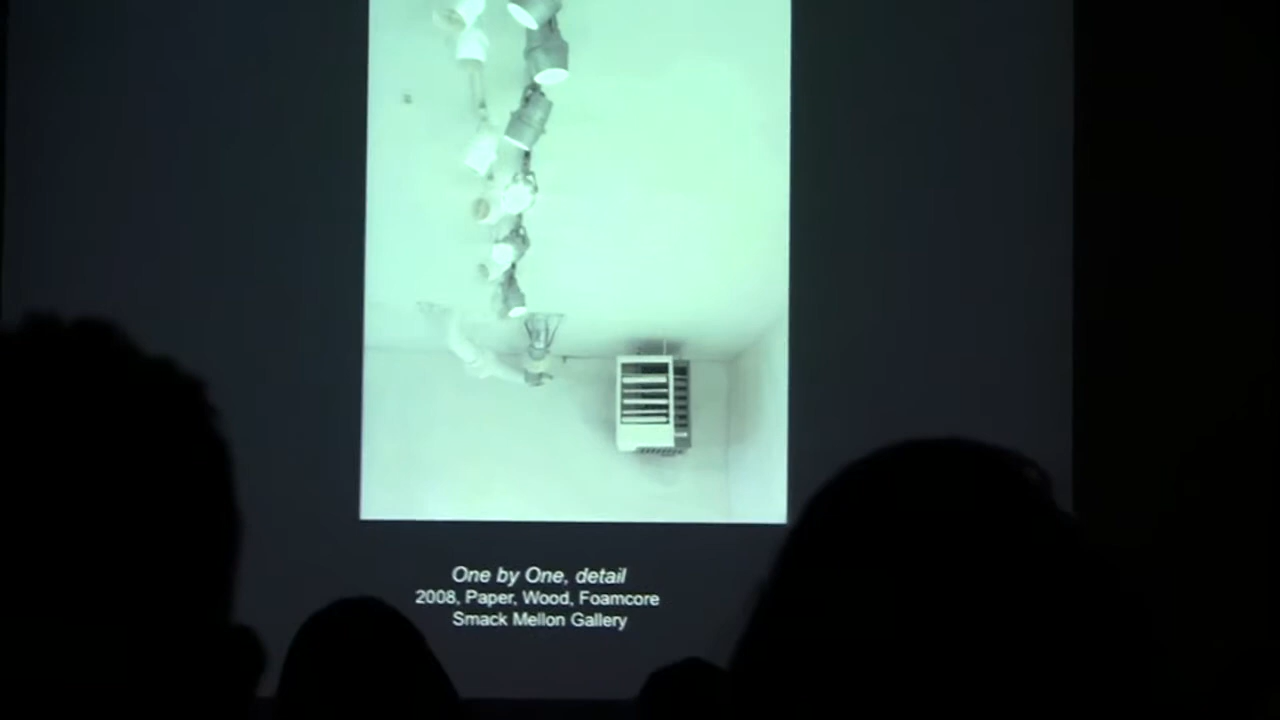 One by One, detail
2008, Paper, Wood, Foamcore
Smack Mellon Gallery